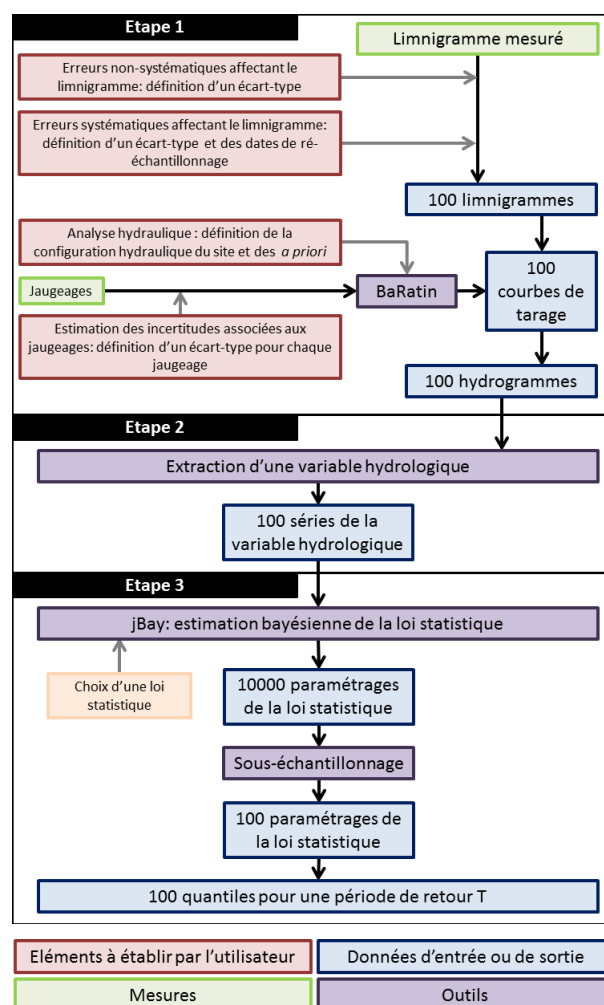 Etape 1
Limnigramme mesuré
Erreurs non-systématiques affectant le
limnigramme: définition d'un écart-type
Erreurs systématiques affectant le limnigramme:
définition d'un écart-type et des dates de ré-
échantillonnage
100 limnigrammes
Analyse hydraulique : définition de la
configuration hydraulique du site et des a priori
Jaugeages
BaRatin
100
courbes de
tarage
Estimation des incertitudes associées aux
jaugeages: définition d'un écart-type pour chaque
jaugeage
100 hydrogrammes
Etape 2
Extraction d'une variable hydrologique
100 séries de la
variable hydrologique
Etape 3
jBay: estimation bayésienne de la loi statistique
Choix d'une loi
statistique
10000 paramétrages
de la loi statistique
Sous-échantillonnage
100 paramétrages de
la loi statistique
100 quantiles pour une période de retour T
Eléments à établir par l'utilisateur
Données d'entrée ou de sortie
Mesures
Outils